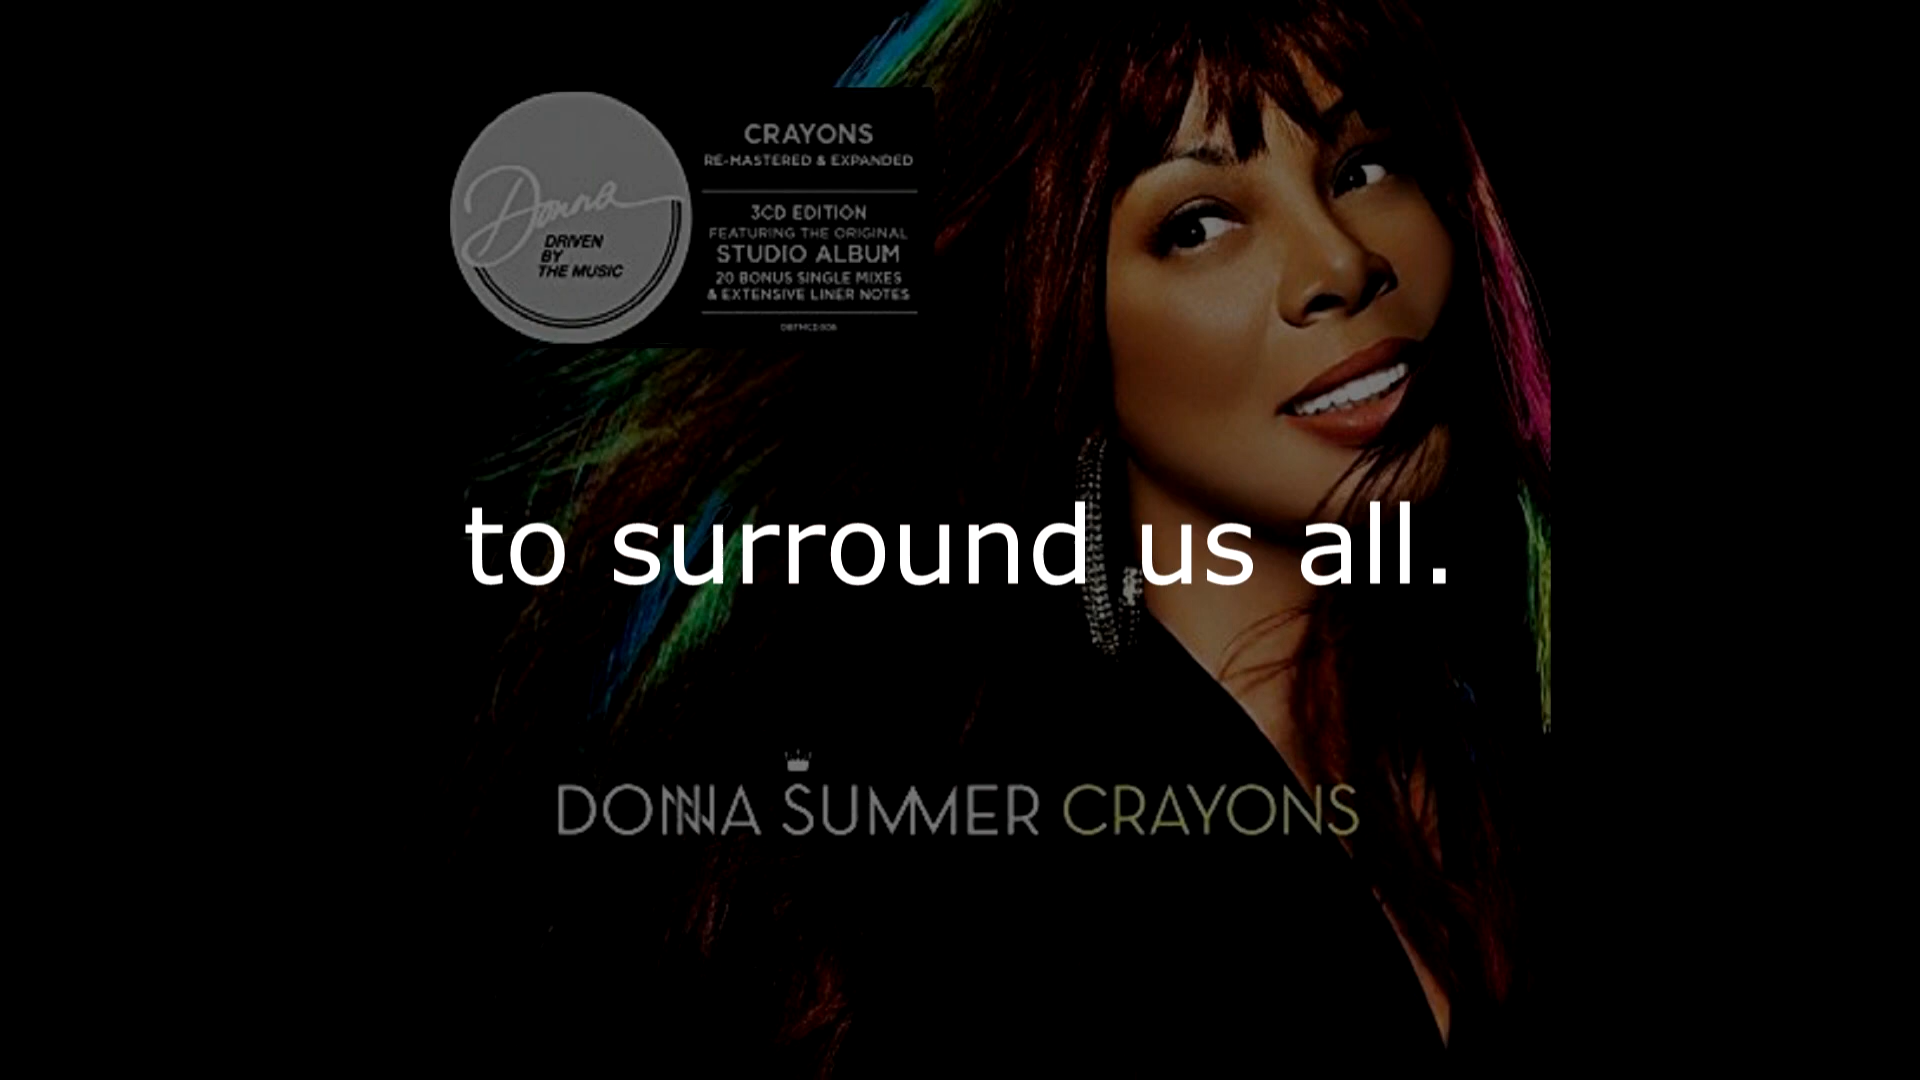 CRAYONS
RE-MASTERED & EXPANDED
3CD EDITION
FEATURING THE ORIGINAL
STUDIO ALBUM
20 BONUS SINGLE MIXES
& EXTENSIVE LINER NOTES
Donna
DRIVEN
BY
THE MUSIC
to surround us all.
DONNA SUMMER CRAYONS